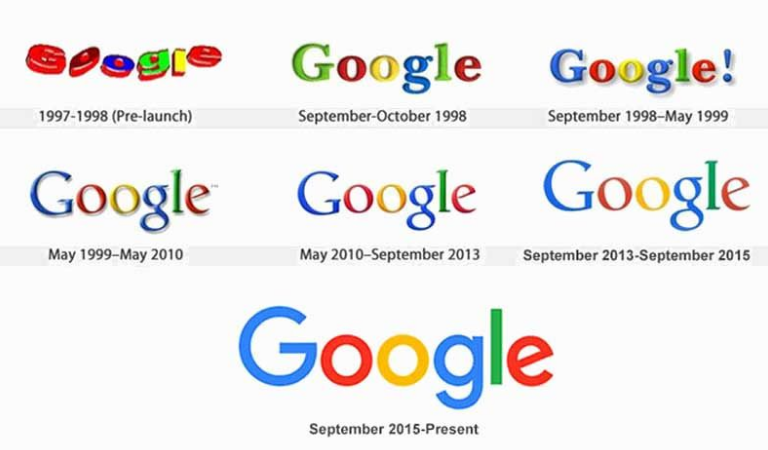 Google
Google
Google!
1997-1998 (Pre-launch)
September-October 1998
September 1998–May 1999
Google™
Google
Google
May 1999–May 2010
May 2010–September 2013
September 2013-September 2015
Google
September 2015-Present